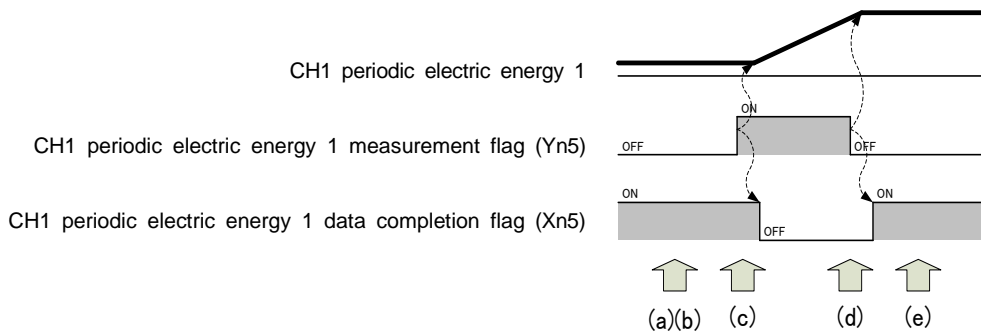 CH1 periodic electric energy 1
ON
CH1 periodic electric energy 1 measurement flag (Yn5)
OFF
OFF
ON
ON
CH1 periodic electric energy 1 data completion flag (Xn5)
OFF
(a)(b) (c) (d) (e)